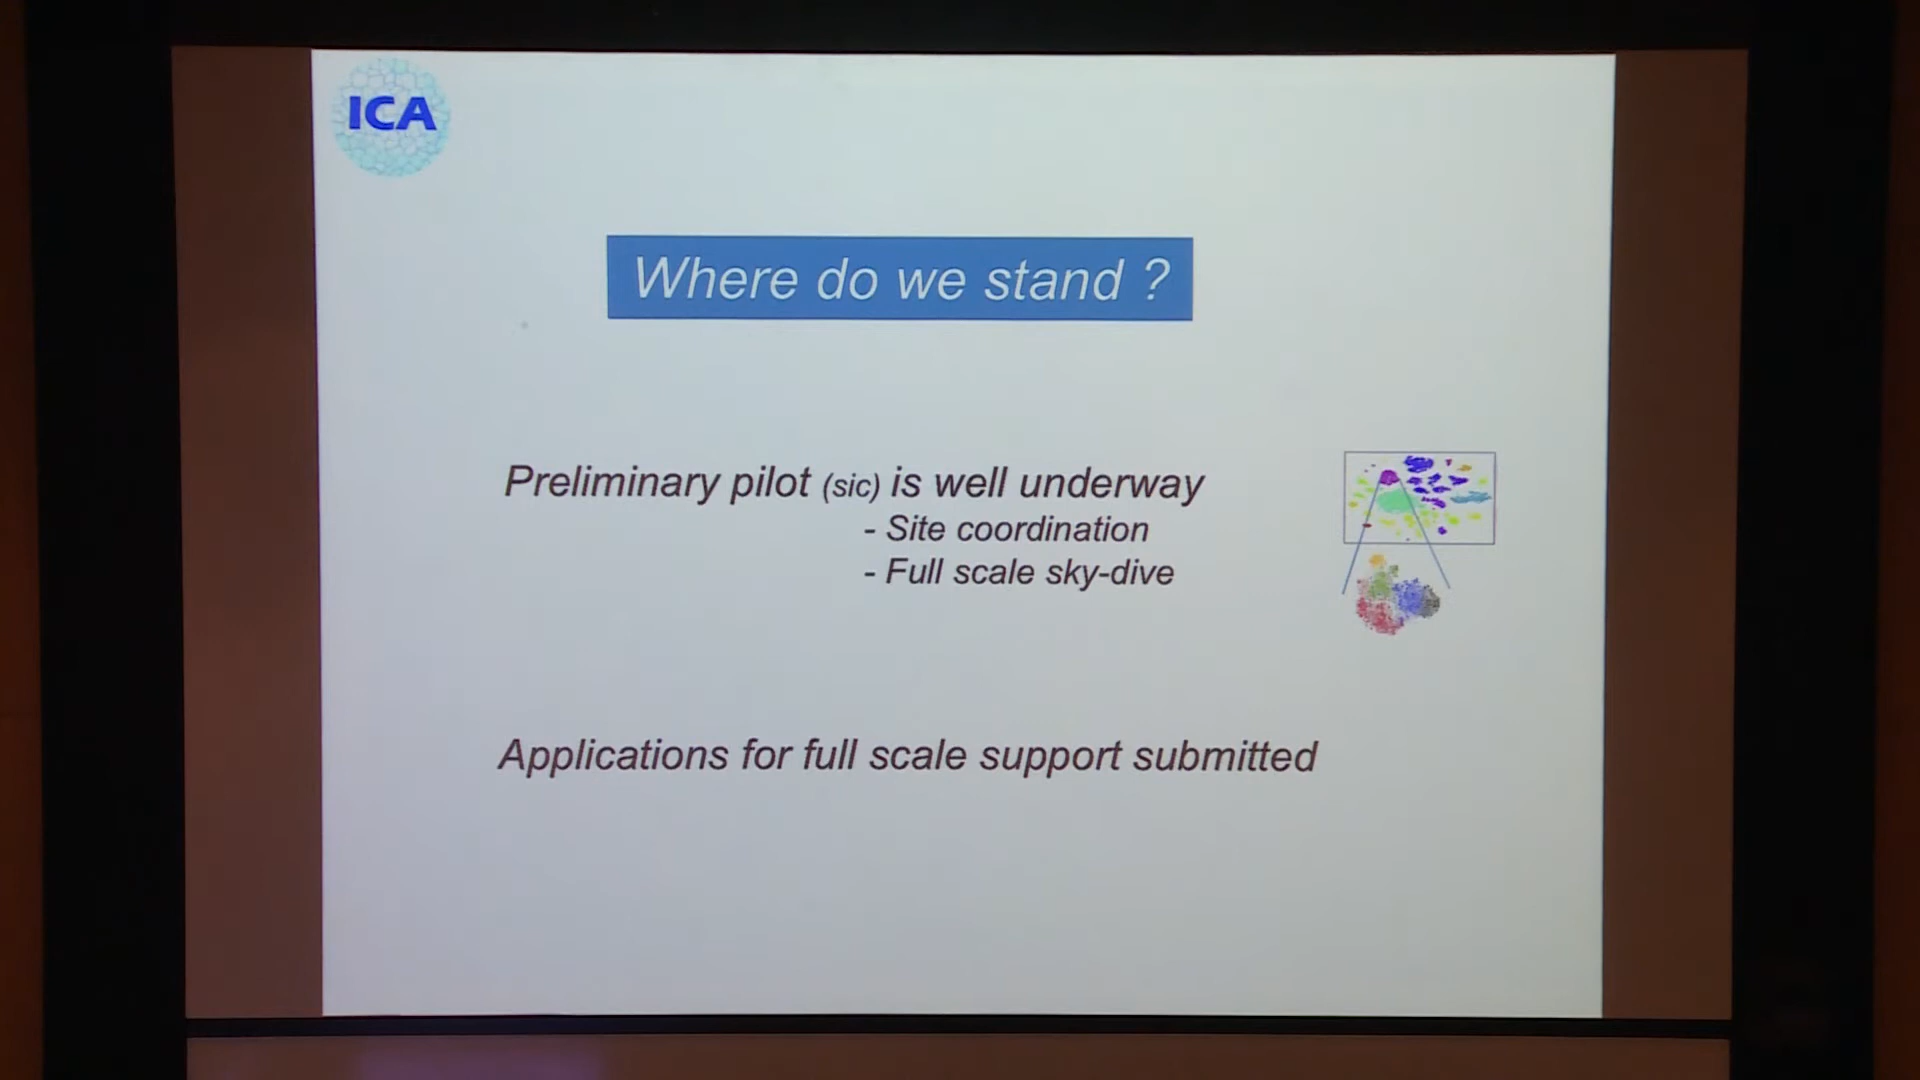 ICA
Where do we stand ?
Preliminary pilot (sic) is well underway
- Site coordination
- Full scale sky-dive
Applications for full scale support submitted